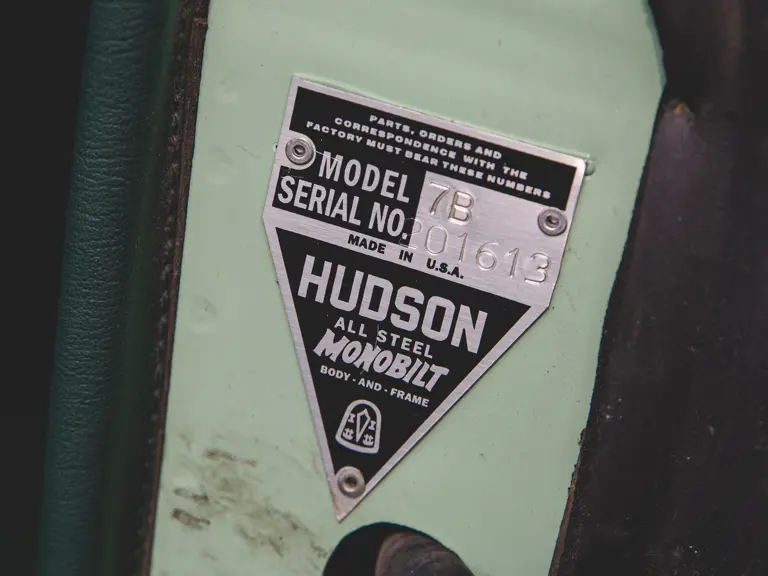 PARTS, ORDERS AND
CORRESPONDENCE WITH THE
FACTORY MUST BEAR THESE NUMBERS
MODEL 7B
SERIAL NO. 201613
MADE IN U.S.A.
HUDSON
ALL STEEL
MONOBILT
BODY-AND-FRAME